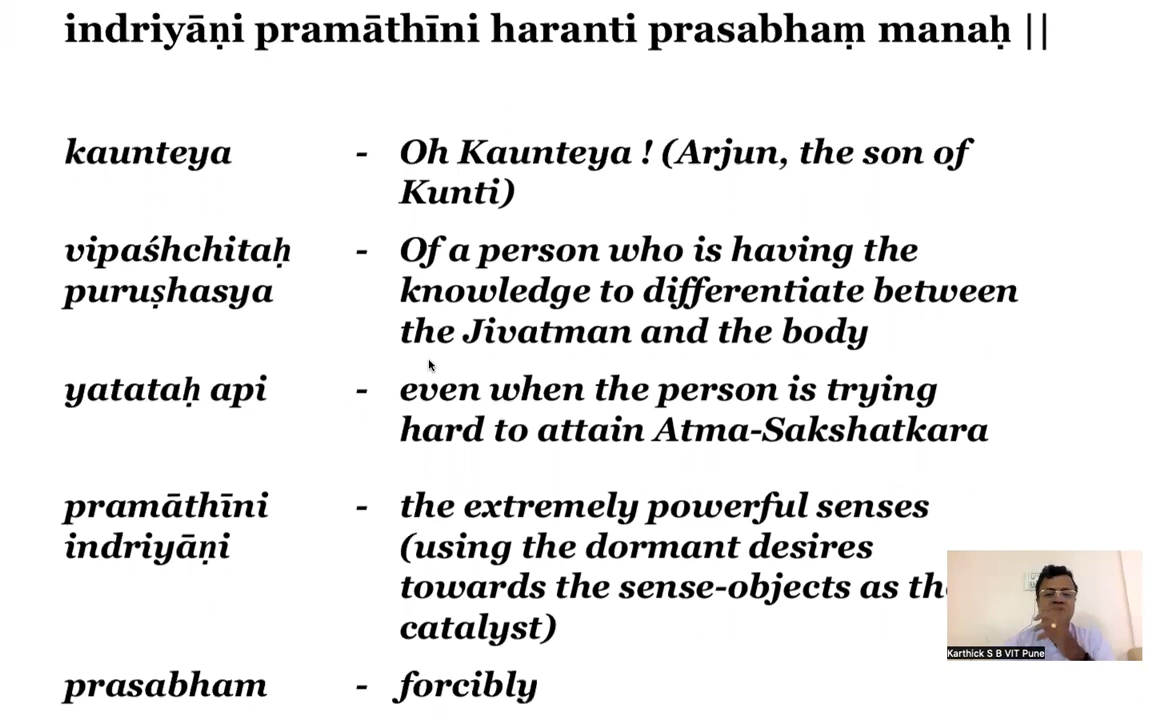 indriyāṇi pramāthīni haranti prasabhaṃ manaḥ ||
kaunteya - Oh Kaunteya ! (Arjun, the son of
Kunti)
vipaśhchitaḥ - Of a person who is having the
puruṣhasya knowledge to differentiate between
the Jivatman and the body
yatataḥ api - even when the person is trying
hard to attain Atma-Sakshatkara
pramāthīni - the extremely powerful senses
indriyāṇi (using the dormant desires
towards the sense-objects as
catalyst)
prasabham - forcibly
Karthick S B VIT Pune